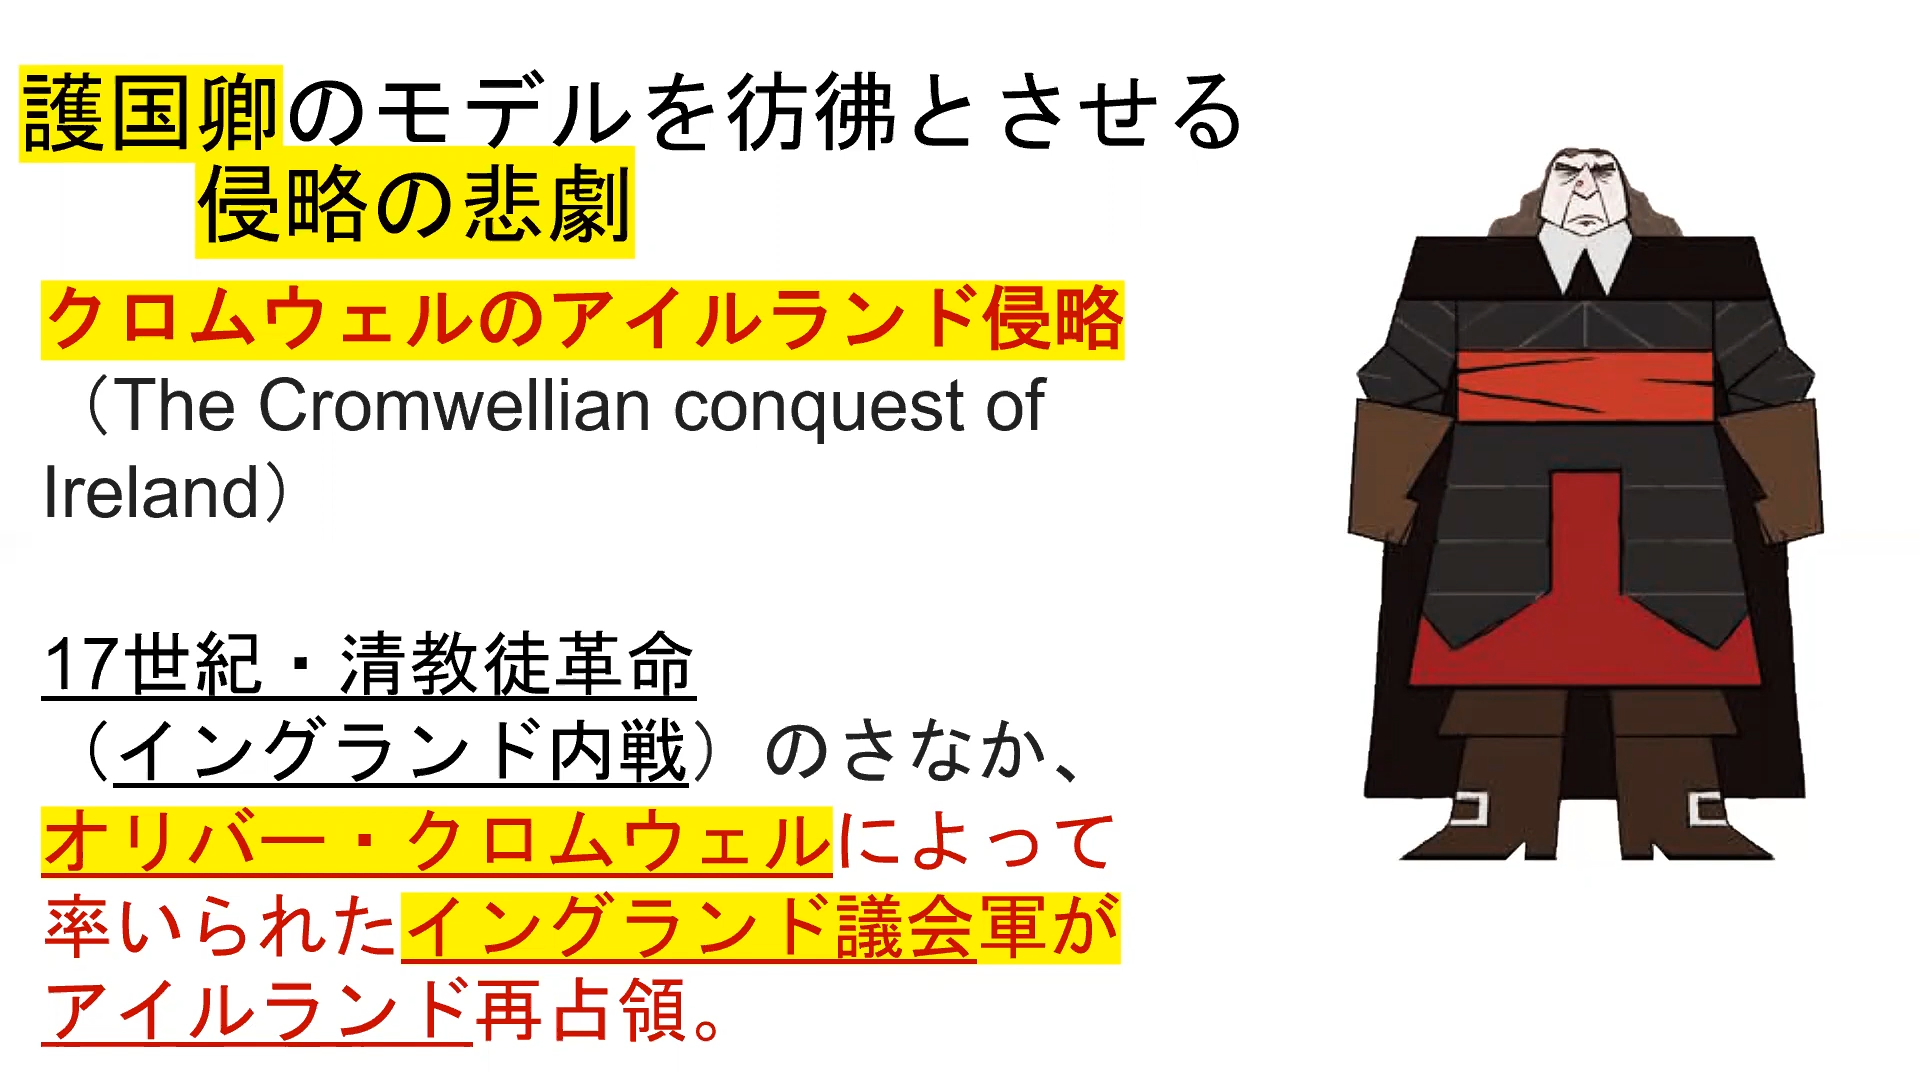 護国卿のモデルを彷彿とさせる
侵略の悲劇
クロムウェルのアイルランド侵略
（The Cromwellian conquest of
Ireland）
17世紀・清教徒革命
（イングランド内戦）のさなか、
オリバー・クロムウェルによって
率いられたイングランド議会軍が
アイルランド再占領。